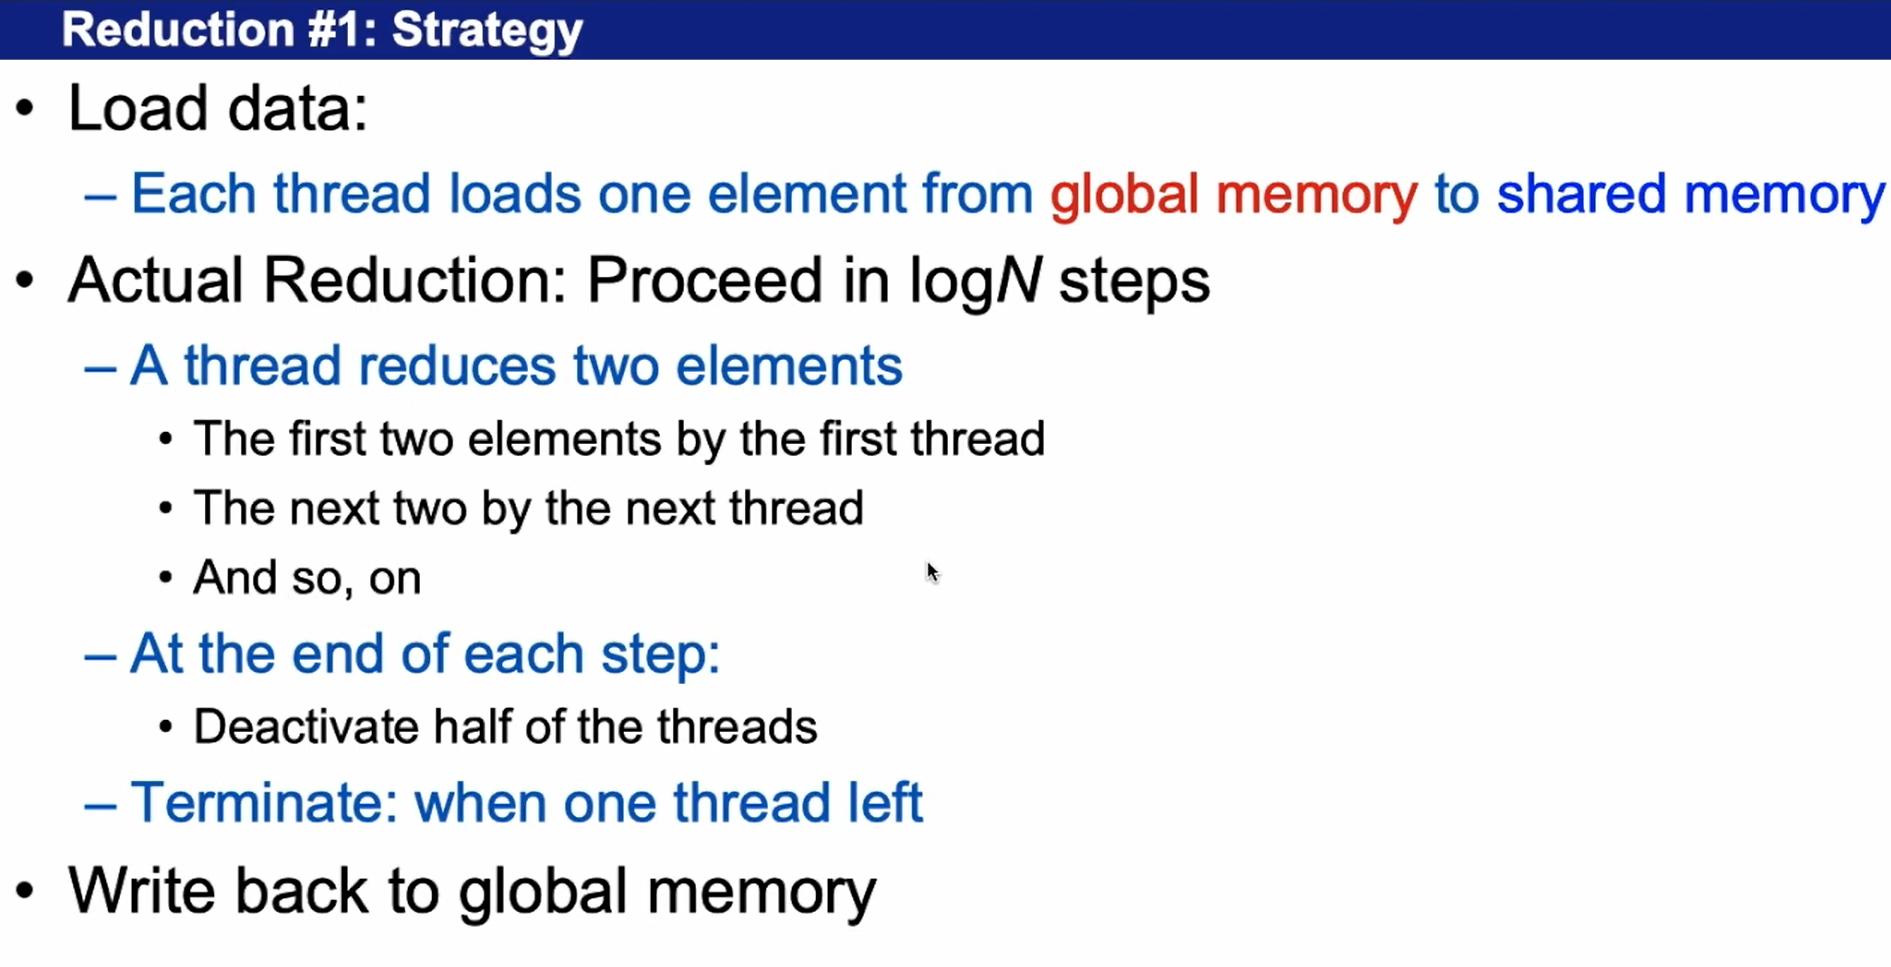 Reduction #1: Strategy
• Load data:
– Each thread loads one element from global memory to shared memory
• Actual Reduction: Proceed in logN steps
– A thread reduces two elements
• The first two elements by the first thread
• The next two by the next thread
• And so, on
– At the end of each step:
• Deactivate half of the threads
– Terminate: when one thread left
• Write back to global memory